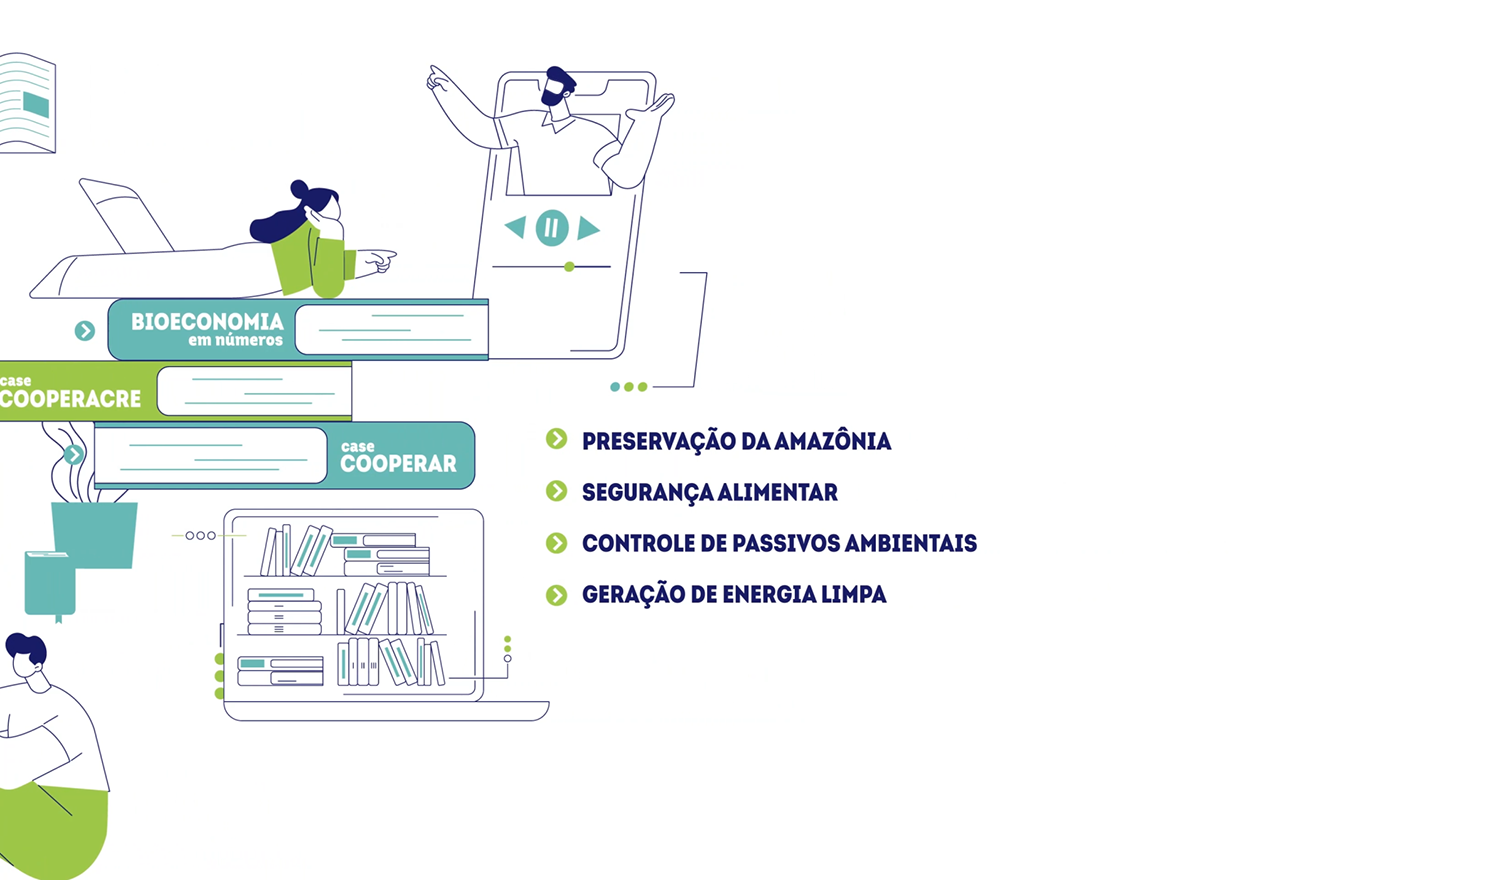 BIOECONOMIA
em números
case
COOPERACRE
case
COOPERAR
PRESERVAÇÃO DA AMAZÔNIA
SEGURANÇA ALIMENTAR
CONTROLE DE PASSIVOS AMBIENTAIS
GERAÇÃO DE ENERGIA LIMPA